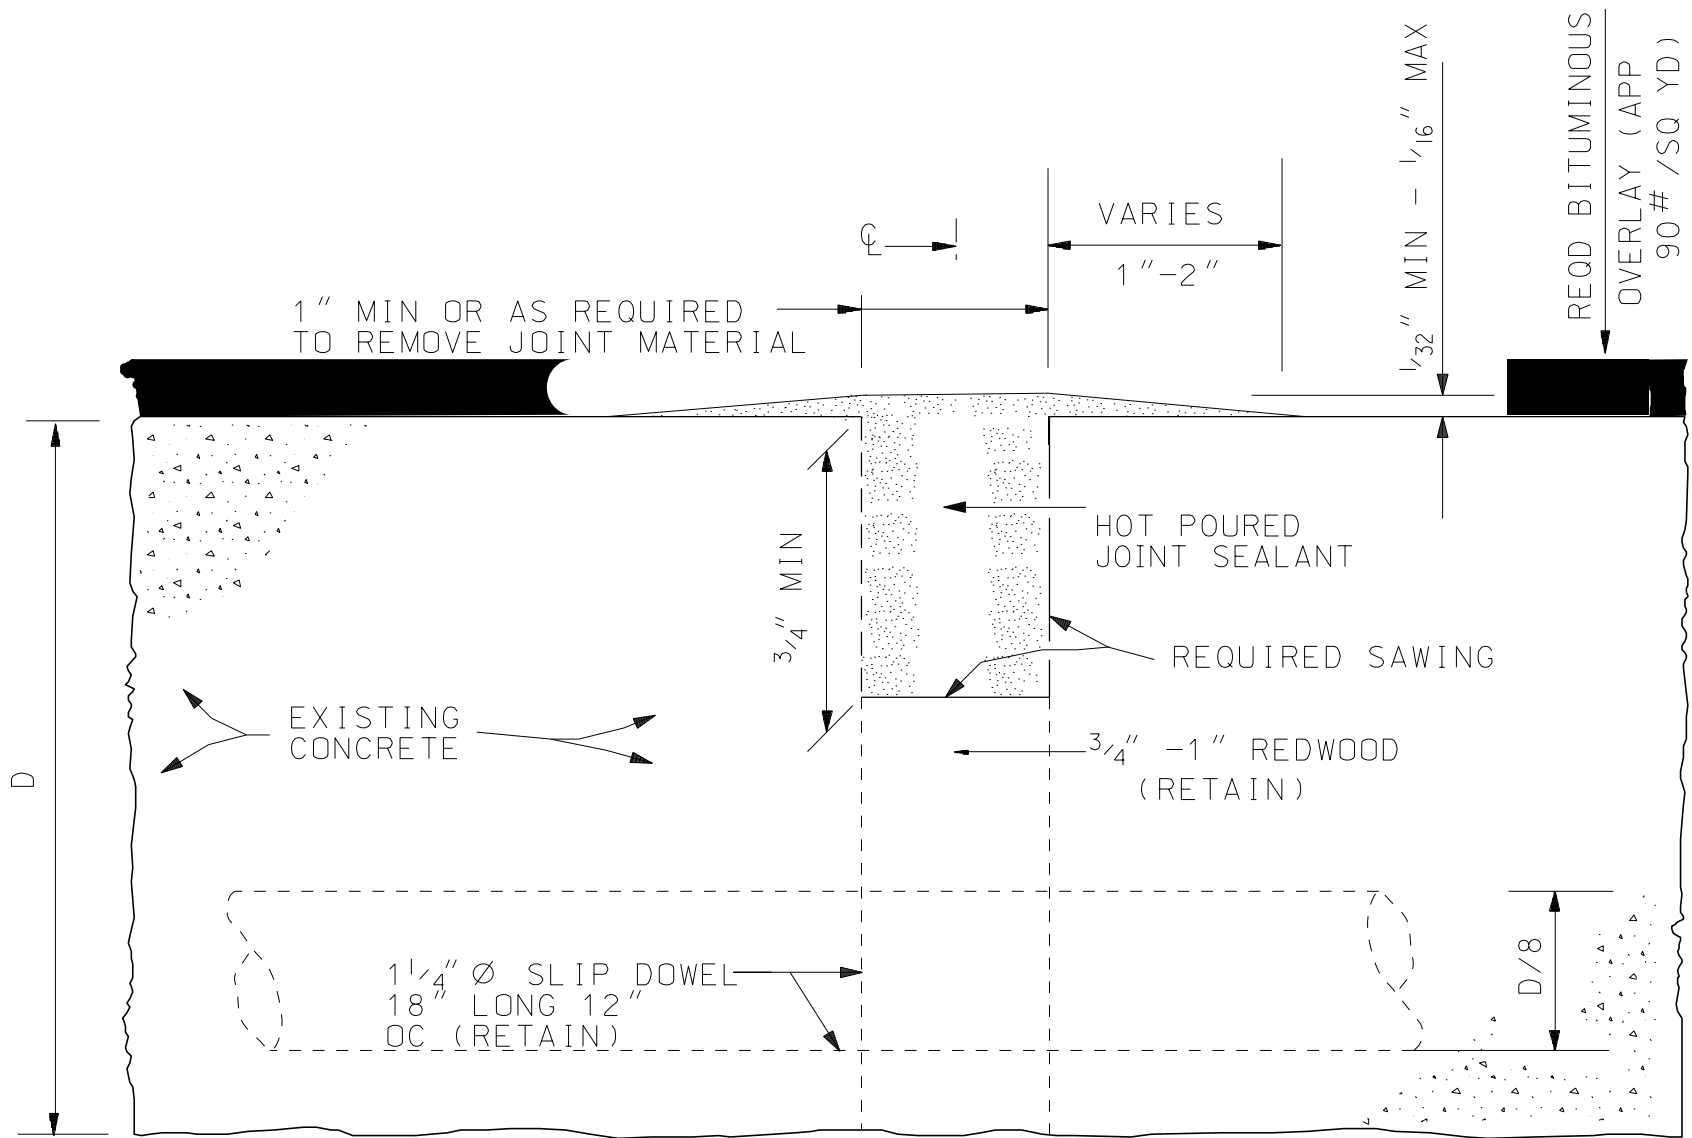 REQD BITUMINOUS
OVERLAY (APP
90# /SQ YD)
1/32" MIN - 1/16" MAX
VARIES
1"-2"
℄
1" MIN OR AS REQUIRED
TO REMOVE JOINT MATERIAL
3/4" MIN
HOT POURED
JOINT SEALANT
REQUIRED SAWING
EXISTING
CONCRETE
3/4" -1" REDWOOD
(RETAIN)
D
1 1/4" Ø SLIP DOWEL
18" LONG 12"
OC (RETAIN)
D/8